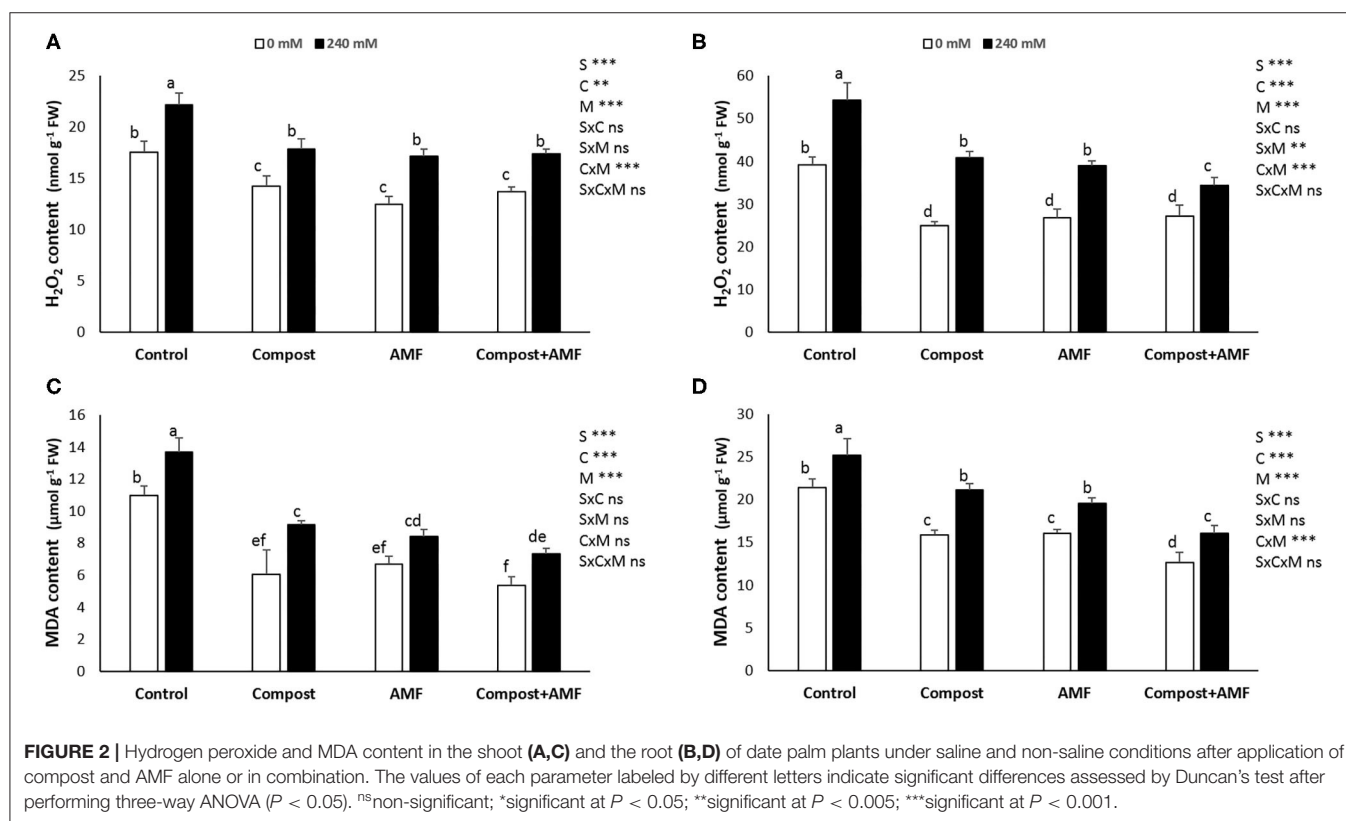 A
0 mM 240 mM
H₂O₂ content (nmol g⁻¹ FW)
25
20
15
10
5
0
b
a
c
b
c
b
c
b
Control Compost AMF Compost+AMF
S ***
C **
M ***
SxC ns
SxM ns
CxM ***
SxCxM ns
B
0 mM 240 mM
H₂O₂ content (nmol g⁻¹ FW)
60
50
40
30
20
10
0
b
a
d
b
d
b
d
c
Control Compost AMF Compost+AMF
S ***
C ***
M ***
SxC ns
SxM **
CxM ***
SxCxM ns
C
MDA content (µmol g⁻¹ FW)
16
14
12
10
8
6
4
2
0
b
a
ef
c
ef
cd
f
de
Control Compost AMF Compost+AMF
S ***
C ***
M ***
SxC ns
SxM ns
CxM ***
SxCxM ns
D
MDA content (µmol g⁻¹ FW)
30
25
20
15
10
5
0
b
a
c
b
c
b
d
c
Control Compost AMF Compost+AMF
S ***
C ***
M ***
SxC ns
SxM ns
CxM ***
SxCxM ns
FIGURE 2 | Hydrogen peroxide and MDA content in the shoot (A,C) and the root (B,D) of date palm plants under saline and non-saline conditions after application of
compost and AMF alone or in combination. The values of each parameter labeled by different letters indicate significant differences assessed by Duncan's test after
performing three-way ANOVA (P < 0.05). ⁿˢnon-significant; *significant at P < 0.05; **significant at P < 0.005; ***significant at P < 0.001.